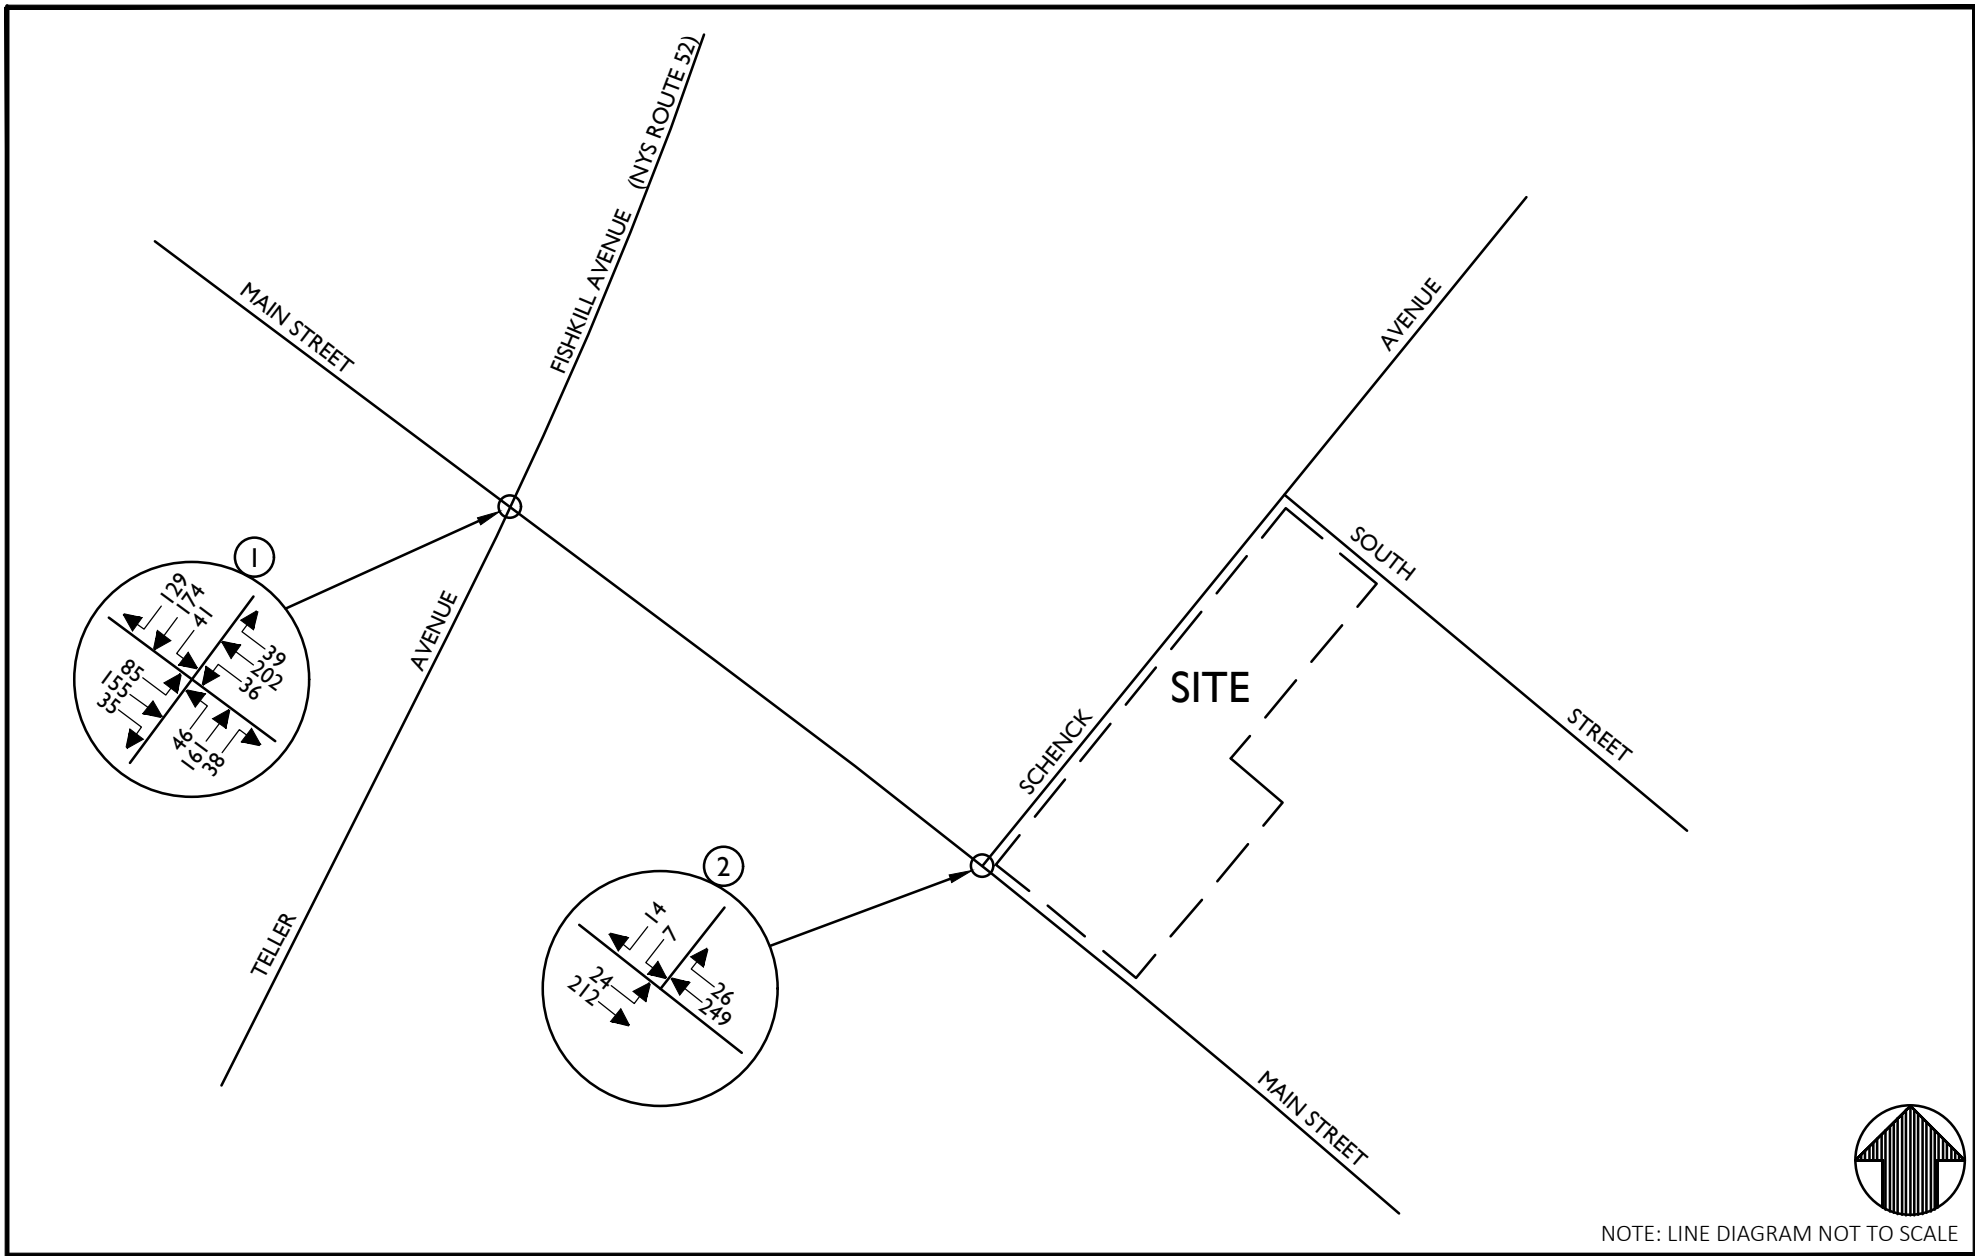 FISHKILL AVENUE (NYS ROUTE 52)
MAIN STREET
AVENUE
SOUTH
STREET
SITE
SCHENCK
AVENUE
TELLER
MAIN STREET
1
129
174
41
39
202
36
85
155
35
46
161
38
2
14
7
26
249
24
212
NOTE: LINE DIAGRAM NOT TO SCALE